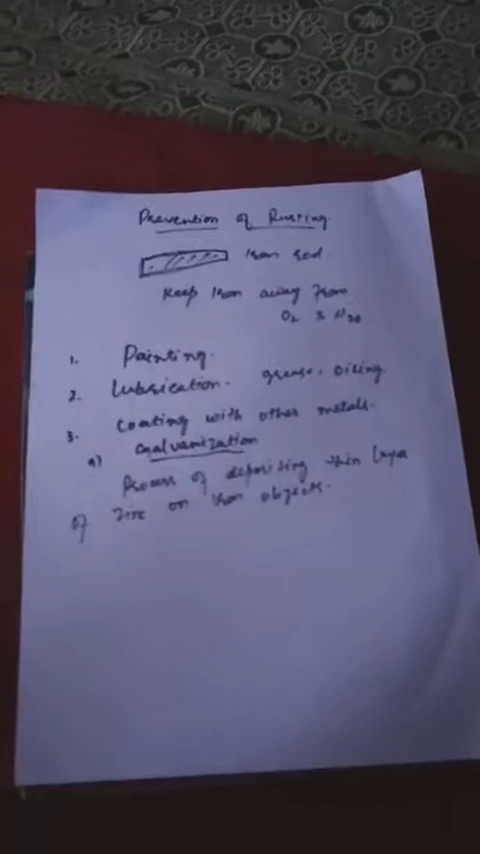 Prevention of Rusting.
Iron rod
Keep Iron away from
O2 & H2O
1. Painting.
2. Lubrication. grease, oiling
3. Coating with other metals.
a) Galvanization
Process of depositing thin layer
of Zinc on Iron objects.